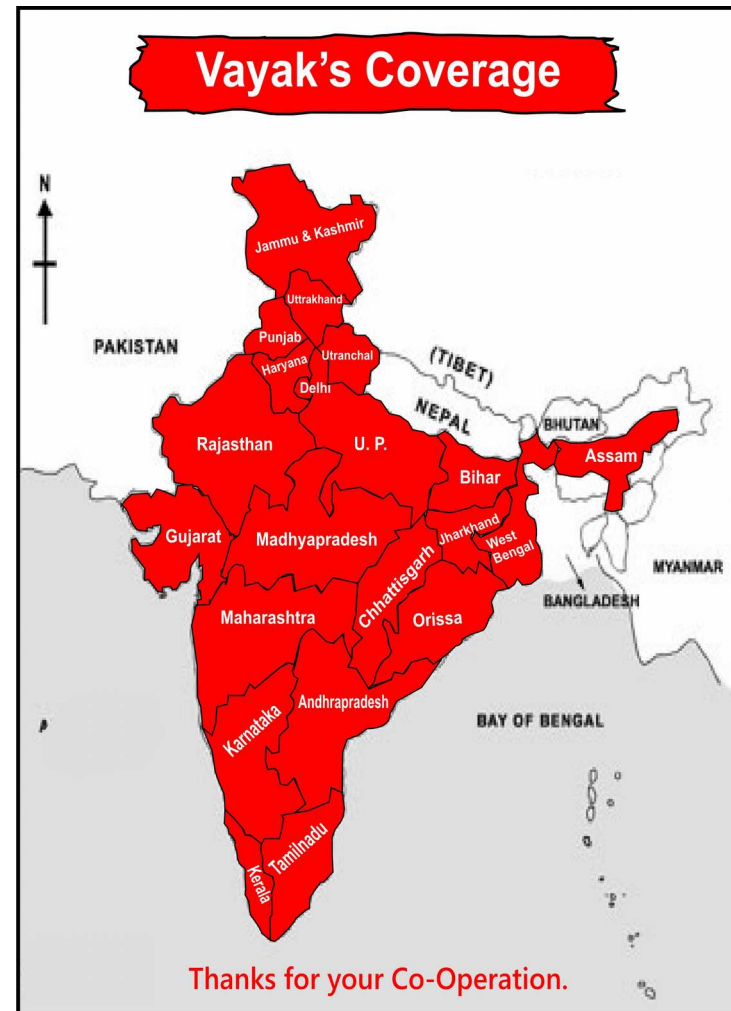 Vayak's Coverage
N
Jammu & Kashmir
Uttrakhand
Punjab
Haryana
Utranchal
Delhi
PAKISTAN
(TIBET)
NEPAL
BHUTAN
Rajasthan
U. P.
Bihar
Assam
Gujarat
Madhyapradesh
Jharkhand
West
Bengal
Chhattisgarh
MYANMAR
BANGLADESH
Maharashtra
Orissa
Andhrapradesh
Karnataka
BAY OF BENGAL
Tamilnadu
Kerala
Thanks for your Co-Operation.